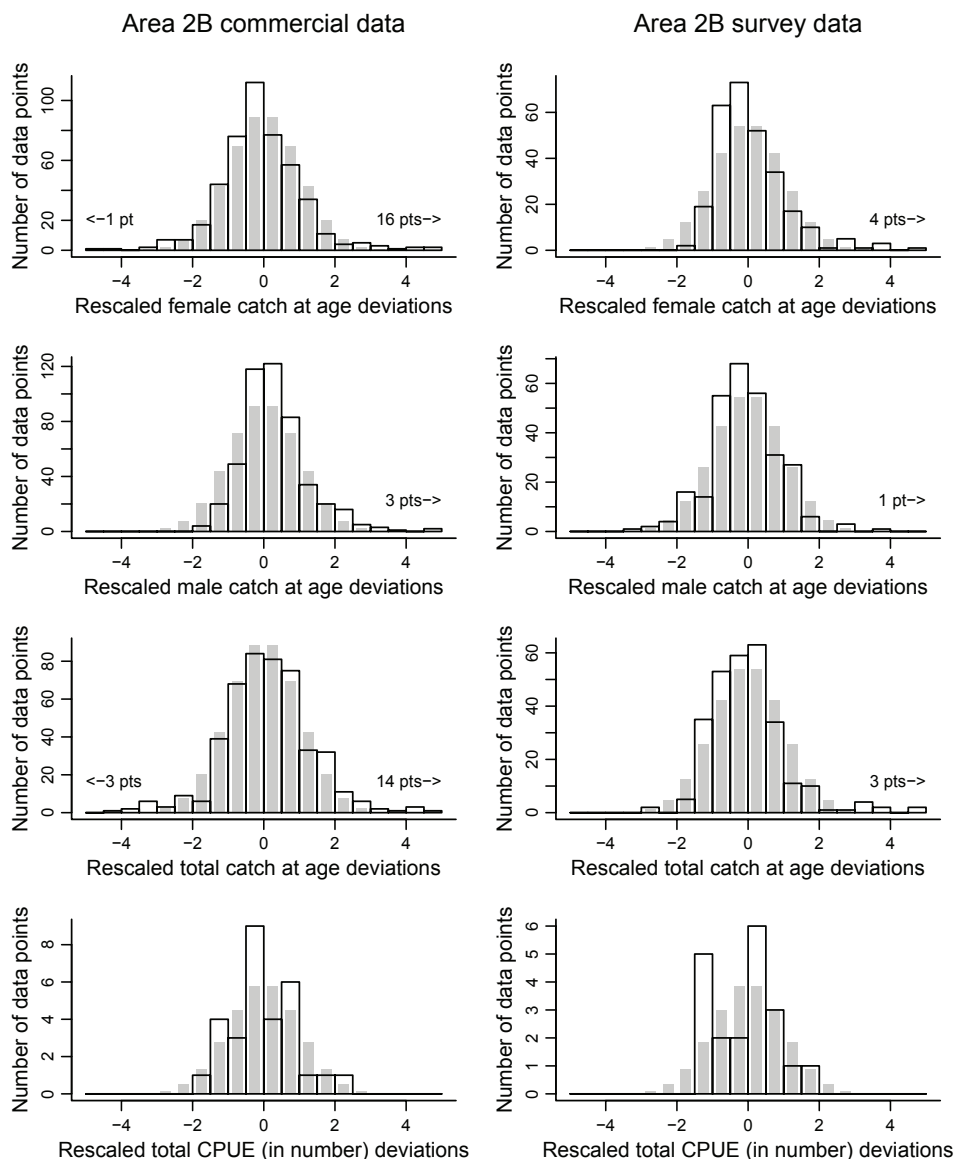 Area 2B commercial data
Area 2B survey data
Number of data points
0
20
60
100
<−1 pt
16 pts−>
−4
−2
0
2
4
Rescaled female catch at age deviations
Number of data points
0
20
40
60
4 pts−>
−4
−2
0
2
4
Rescaled female catch at age deviations
Number of data points
0
40
80
120
3 pts−>
−4
−2
0
2
4
Rescaled male catch at age deviations
Number of data points
0
20
40
60
1 pt−>
−4
−2
0
2
4
Rescaled male catch at age deviations
Number of data points
0
20
40
60
80
<−3 pts
14 pts−>
−4
−2
0
2
4
Rescaled total catch at age deviations
Number of data points
0
20
40
60
3 pts−>
−4
−2
0
2
4
Rescaled total catch at age deviations
Number of data points
0
2
4
6
8
−4
−2
0
2
4
Rescaled total CPUE (in number) deviations
Number of data points
0
1
2
3
4
5
6
−4
−2
0
2
4
Rescaled total CPUE (in number) deviations